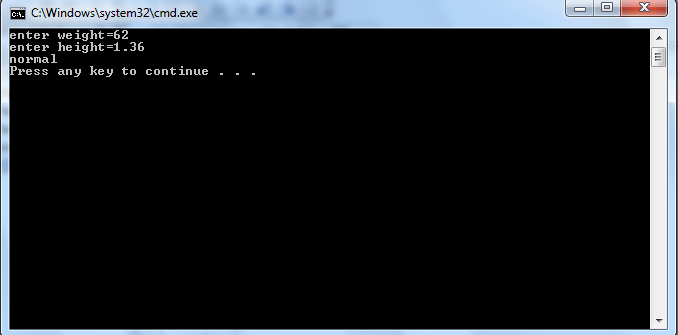 C:\Windows\system32\cmd.exe
enter weight=62
enter height=1.36
normal
Press any key to continue . . .